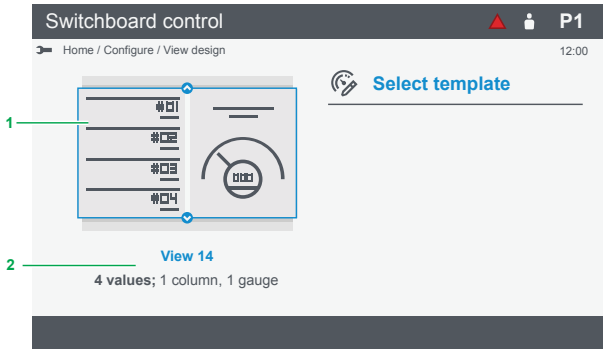 Switchboard control P1
Home / Configure / View design 12:00
Select template
1
#01
#02
#03
#04
000
2
View 14
4 values; 1 column, 1 gauge